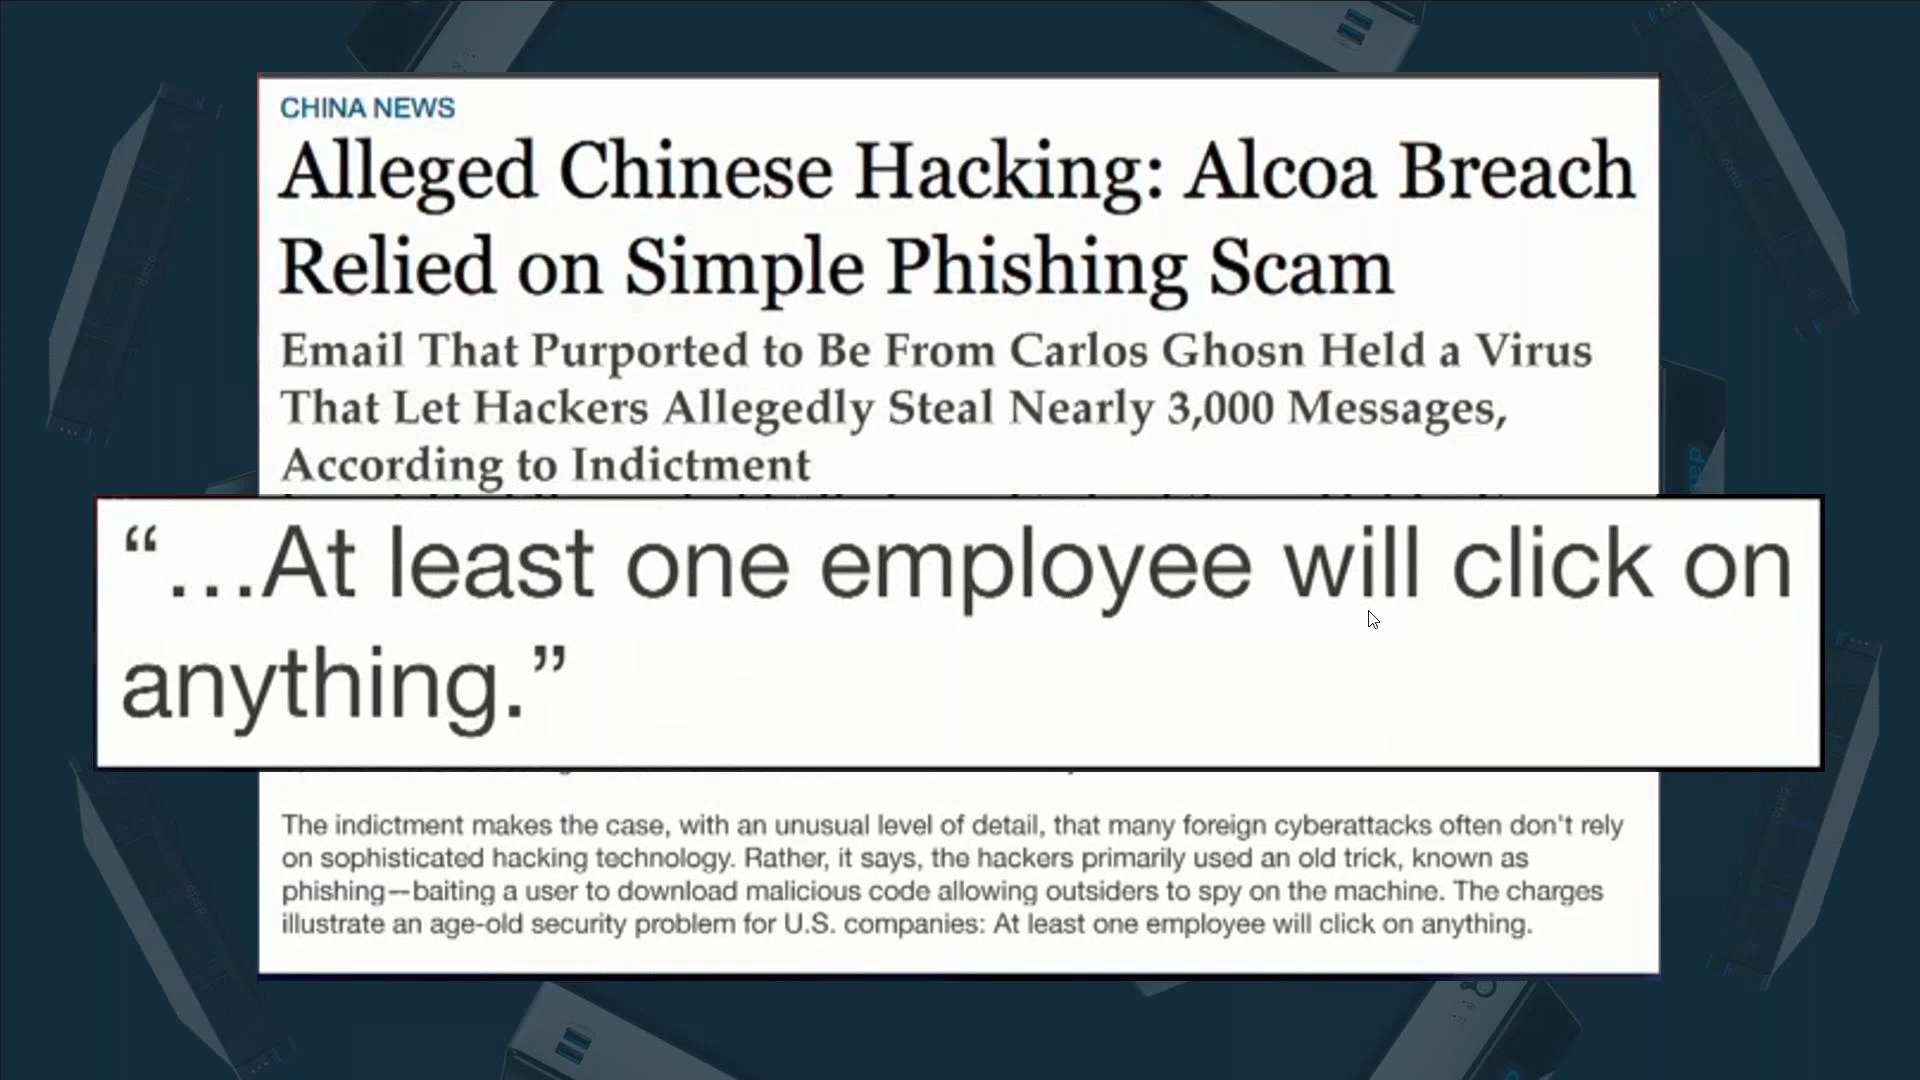 CHINA NEWS
Alleged Chinese Hacking: Alcoa Breach
Relied on Simple Phishing Scam
Email That Purported to Be From Carlos Ghosn Held a Virus
That Let Hackers Allegedly Steal Nearly 3,000 Messages,
According to Indictment
“...At least one employee will click on
anything.”
The indictment makes the case, with an unusual level of detail, that many foreign cyberattacks often don't rely
on sophisticated hacking technology. Rather, it says, the hackers primarily used an old trick, known as
phishing—baiting a user to download malicious code allowing outsiders to spy on the machine. The charges
illustrate an age-old security problem for U.S. companies: At least one employee will click on anything.
datto
datto
datto
datto